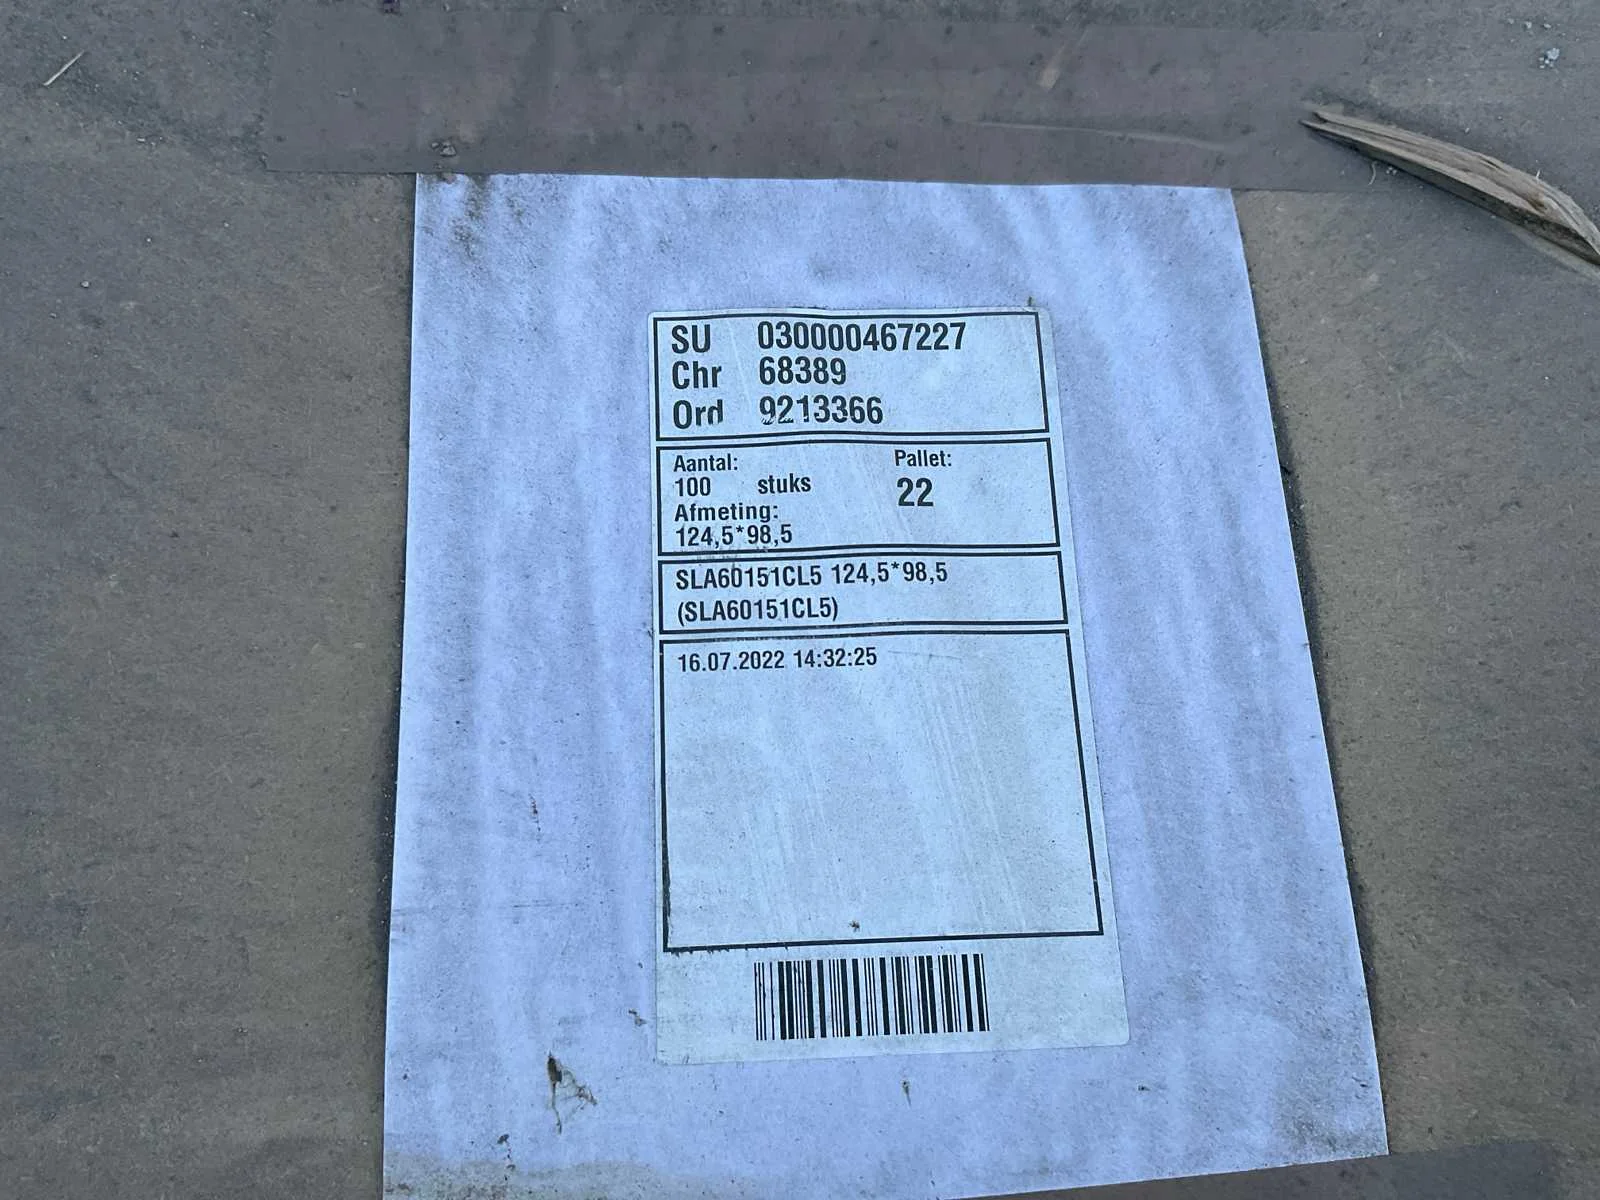 SU 030000467227
Chr 68389
Ord 9213366
Aantal: Pallet:
100 stuks 22
Afmeting:
124,5*98,5
SLA60151CL5 124,5*98,5
(SLA60151CL5)
16.07.2022 14:32:25